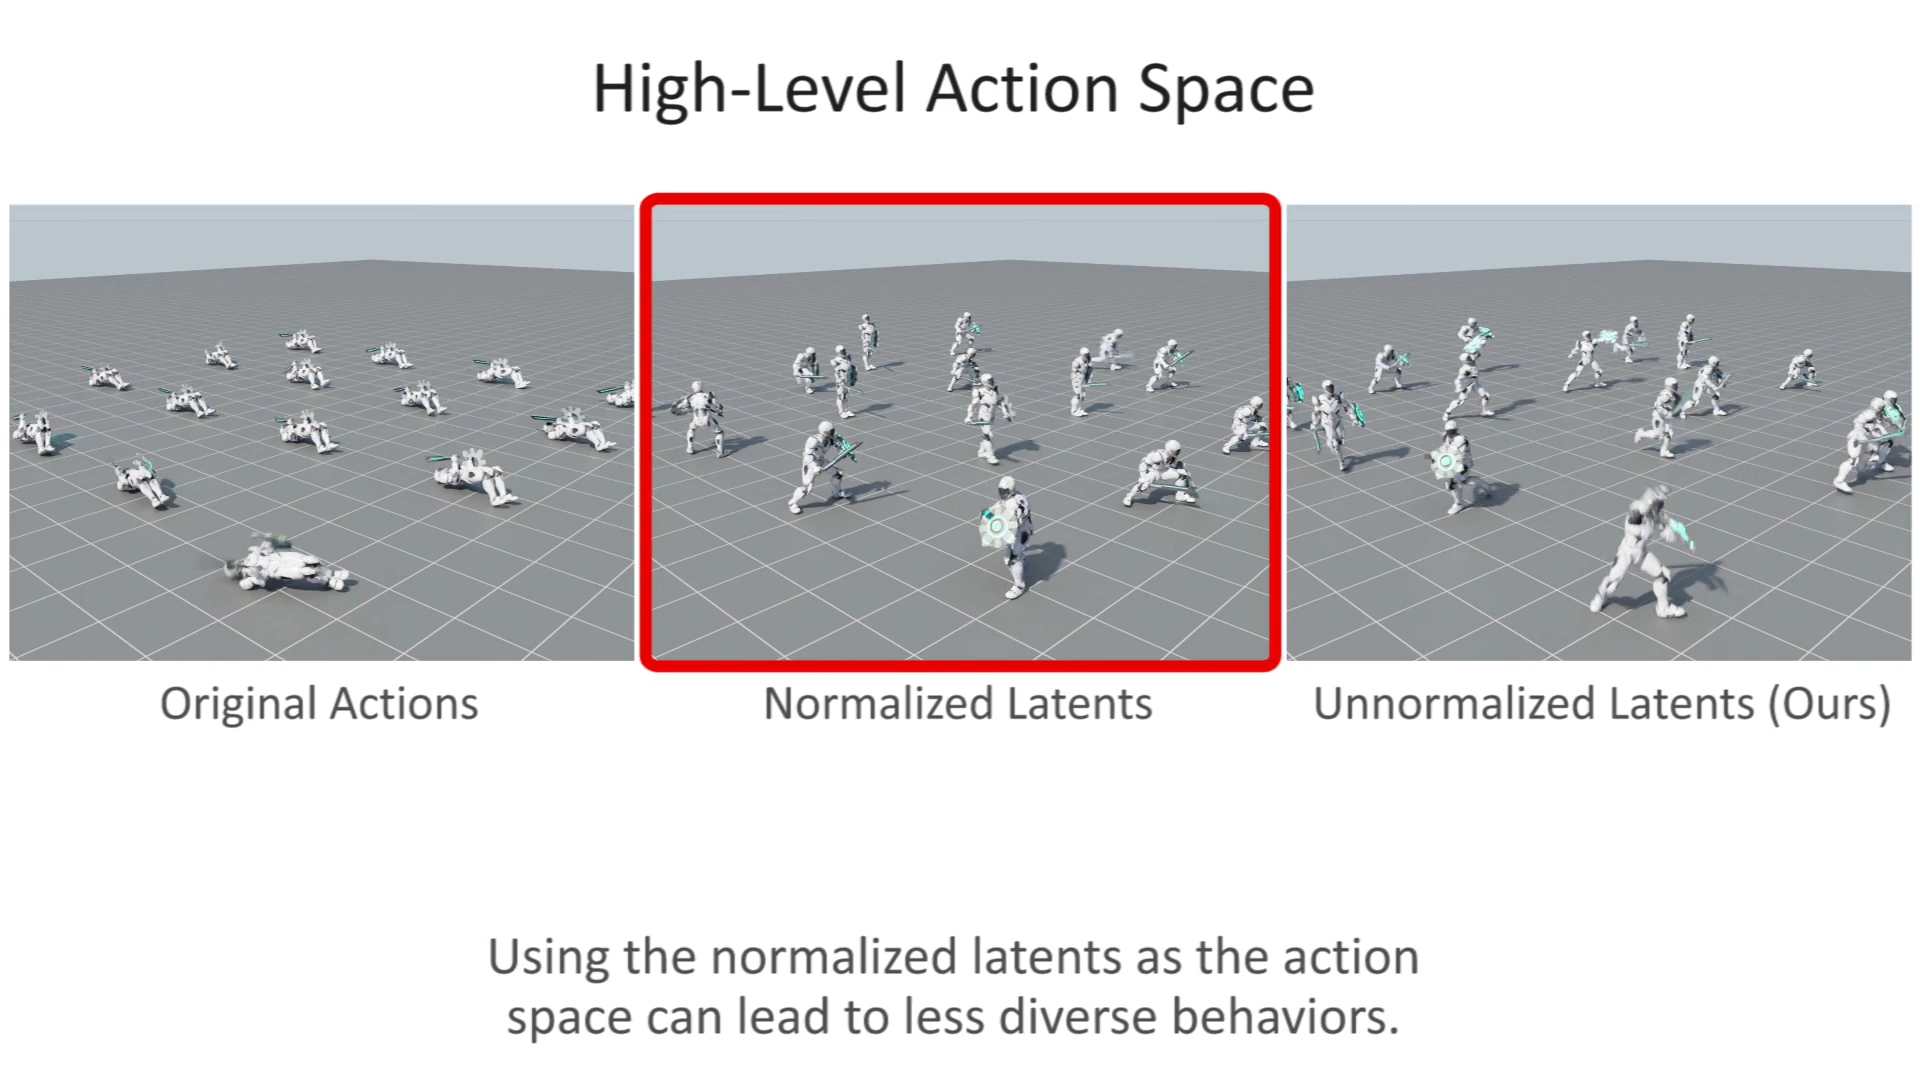 High-Level Action Space
Original Actions
Normalized Latents
Unnormalized Latents (Ours)
Using the normalized latents as the action
space can lead to less diverse behaviors.